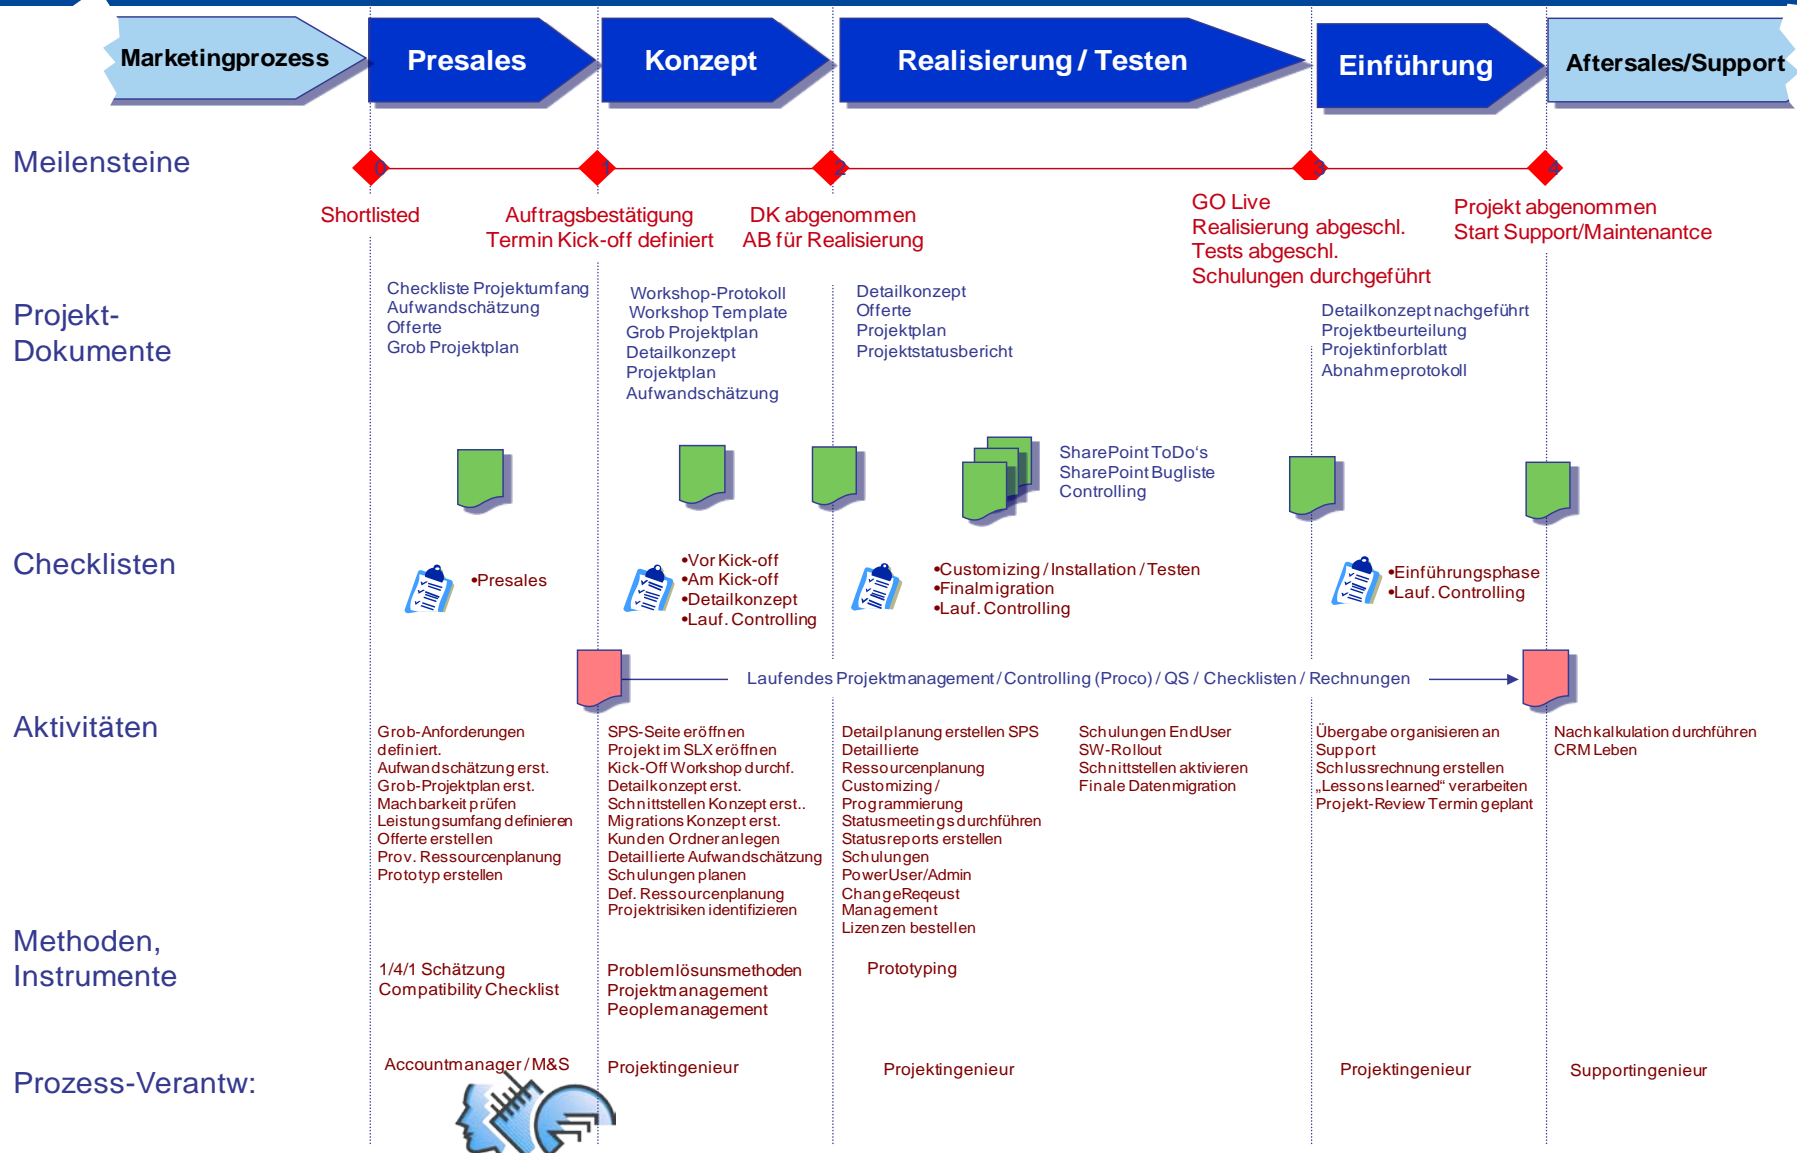 Marketingprozess
Presales
Konzept
Realisierung / Testen
Einführung
Aftersales/Support
Meilensteine
0
1
2
3
4
Shortlisted
Auftragsbestätigung
Termin Kick-off definiert
DK abgenommen
AB für Realisierung
GO Live
Realisierung abgeschl.
Tests abgeschl.
Schulungen durchgeführt
Projekt abgenommen
Start Support/Maintenantce
Projekt-
Dokumente
Checkliste Projektumfang
Aufwandschätzung
Offerte
Grob Projektplan
Workshop-Protokoll
Workshop Template
Grob Projektplan
Detailkonzept
Projektplan
Aufwandschätzung
Detailkonzept
Offerte
Projektplan
Projektstatusbericht
Detailkonzept nachgeführt
Projektbeurteilung
Projektinforblatt
Abnahmeprotokoll
SharePoint ToDo‘s
SharePoint Bugliste
Controlling
Checklisten
•Presales
•Vor Kick-off
•Am Kick-off
•Detailkonzept
•Lauf. Controlling
•Customizing / Installation / Testen
•Finalmigration
•Lauf. Controlling
•Einführungsphase
•Lauf. Controlling
Laufendes Projektmanagement / Controlling (Proco) / QS / Checklisten / Rechnungen
Aktivitäten
Grob-Anforderungen
definiert.
Aufwandschätzung erst.
Grob-Projektplan erst.
Machbarkeit prüfen
Leistungsumfang definieren
Offerte erstellen
Prov. Ressourcenplanung
Prototyp erstellen
SPS-Seite eröffnen
Projekt im SLX eröffnen
Kick-Off Workshop durchf.
Detailkonzept erst.
Schnittstellen Konzept erst..
Migrations Konzept erst.
Kunden Ordner anlegen
Detaillierte Aufwandschätzung
Schulungen planen
Def. Ressourcenplanung
Projektrisiken identifizieren
Detailplanung erstellen SPS
Detaillierte
Ressourcenplanung
Customizing /
Programmierung
Statusmeetings durchführen
Statusreports erstellen
Schulungen
PowerUser/Admin
ChangeReqeust
Management
Lizenzen bestellen
Schulungen EndUser
SW-Rollout
Schnittstellen aktivieren
Finale Datenmigration
Übergabe organisieren an
Support
Schlussrechnung erstellen
„Lessons learned“ verarbeiten
Projekt-Review Termin geplant
Nachkalkulation durchführen
CRM Leben
Methoden,
Instrumente
1/4/1 Schätzung
Compatibility Checklist
Problemlösunsmethoden
Projektmanagement
Peoplemanagement
Prototyping
Prozess-Verantw:
Accountmanager / M&S
Projektingenieur
Projektingenieur
Projektingenieur
Supportingenieur